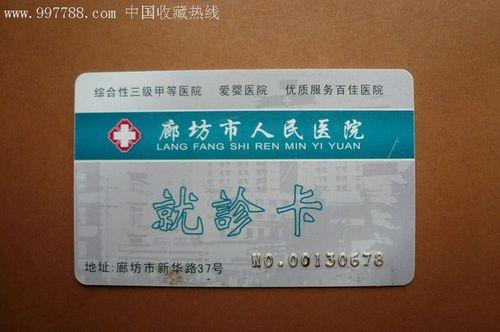 www.997788.com 中国收藏热线
综合性三级甲等医院 爱婴医院 优质服务百佳医院
廊坊市人民医院
LANG FANG SHI REN MIN YI YUAN
就診卡
地址:廊坊市新华路37号 NO.00130678